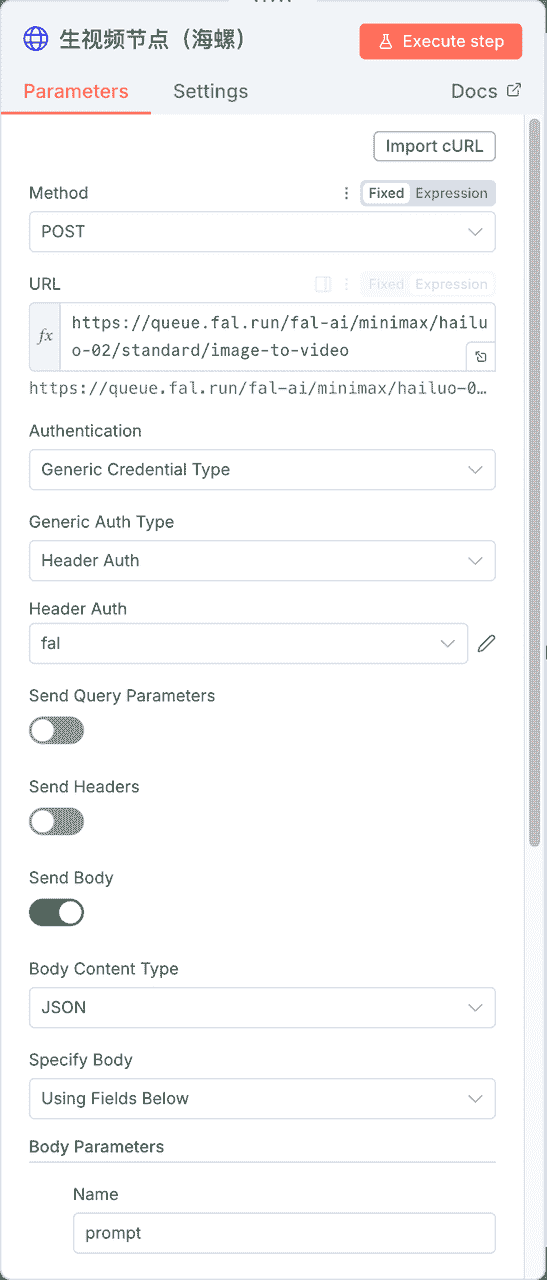 生视频节点（海螺）
Execute step
Parameters
Settings
Docs
Import cURL
Method
Fixed
Expression
POST
URL
Fixed
Expression
fx
https://queue.fal.run/fal-ai/minimax/hailu
o-02/standard/image-to-video
https://queue.fal.run/fal-ai/minimax/hailuo-0…
Authentication
Generic Credential Type
Generic Auth Type
Header Auth
Header Auth
fal
Send Query Parameters
Send Headers
Send Body
Body Content Type
JSON
Specify Body
Using Fields Below
Body Parameters
Name
prompt